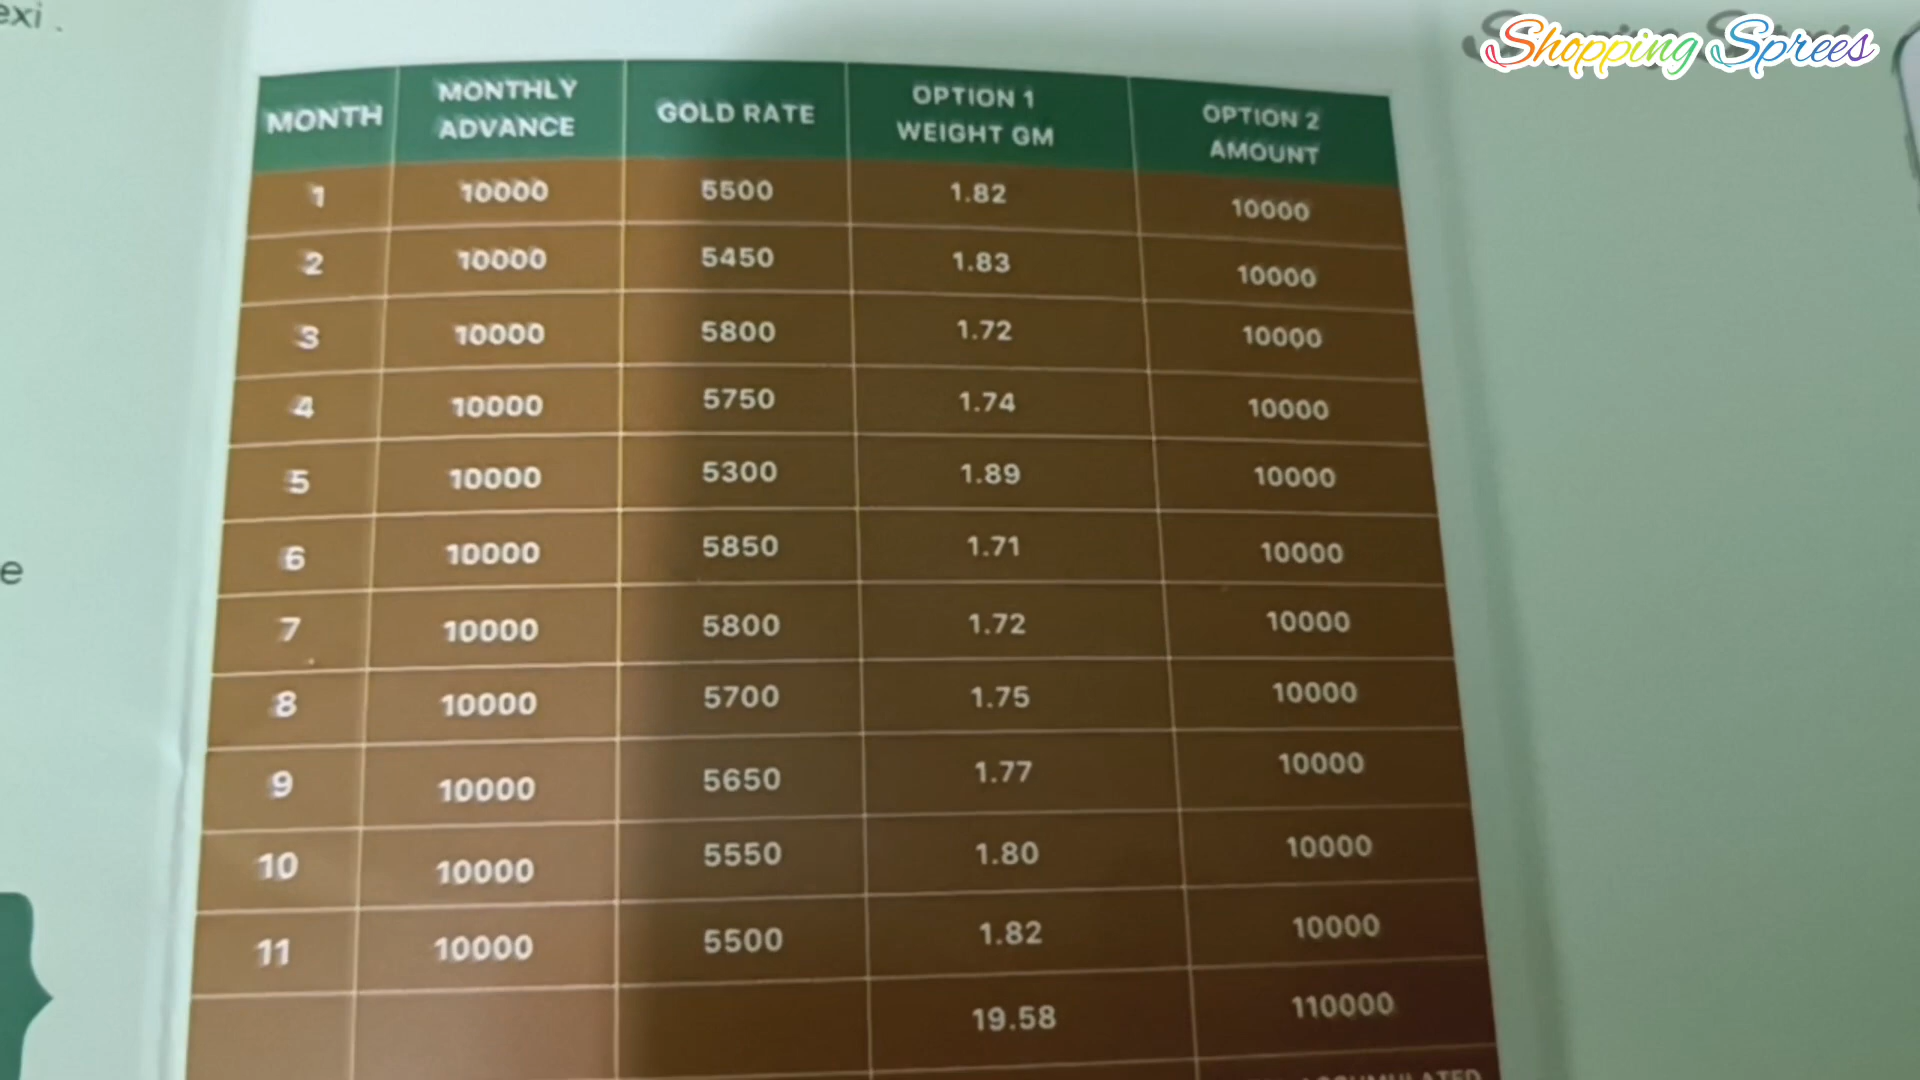 exi.
Shopping Sprees
MONTH MONTHLY ADVANCE GOLD RATE OPTION 1 WEIGHT GM OPTION 2 AMOUNT
1 10000 5500 1.82 10000
2 10000 5450 1.83 10000
3 10000 5800 1.72 10000
4 10000 5750 1.74 10000
5 10000 5300 1.89 10000
6 10000 5850 1.71 10000
7 10000 5800 1.72 10000
8 10000 5700 1.75 10000
9 10000 5650 1.77 10000
10 10000 5550 1.80 10000
11 10000 5500 1.82 10000
19.58 110000
e
ACCUMULATED